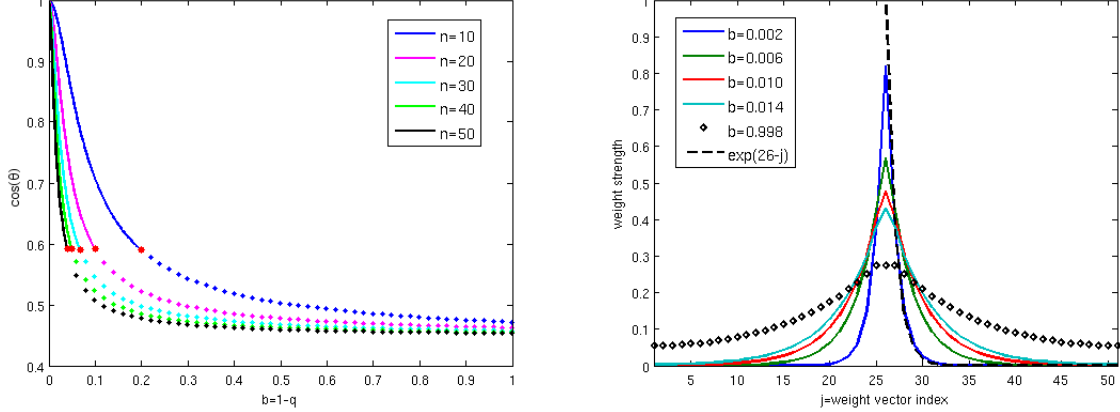 1
0.9
0.8
0.7
0.6
0.5
0.4
cos(θ)
0
0.1
0.2
0.3
0.4
0.5
0.6
0.7
0.8
0.9
1
b=1-q
n=10
n=20
n=30
n=40
n=50
1
0.9
0.8
0.7
0.6
0.5
0.4
0.3
0.2
0.1
0
weight strength
5
10
15
20
25
30
35
40
45
50
j=weight vector index
b=0.002
b=0.006
b=0.010
b=0.014
b=0.998
exp(26-j)